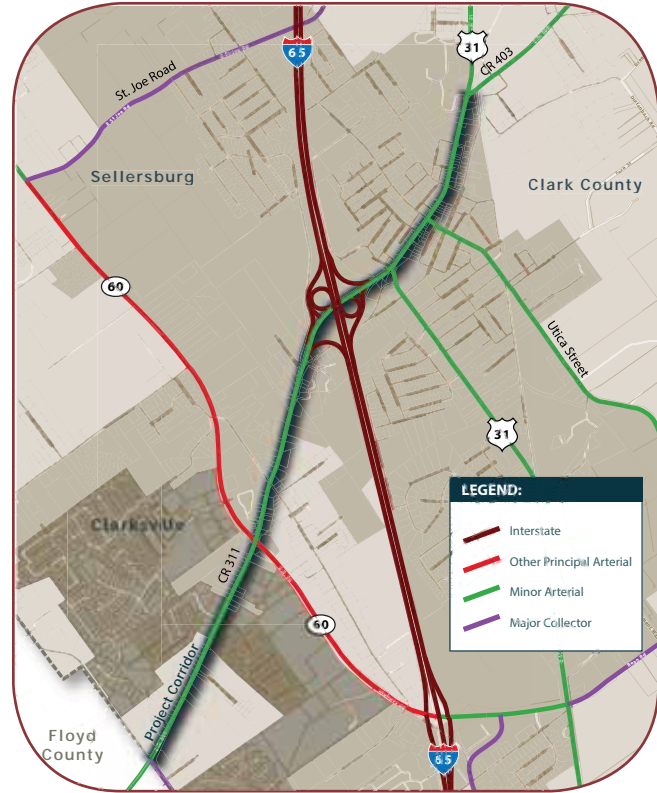 65
31
CR 403
St. Joe Road
Sellersburg
Clark County
60
Utica Street
31
LEGEND:
Interstate
Other Principal Arterial
Minor Arterial
Major Collector
Clarksville
CR 311
60
Project Corridor
Floyd
County
65